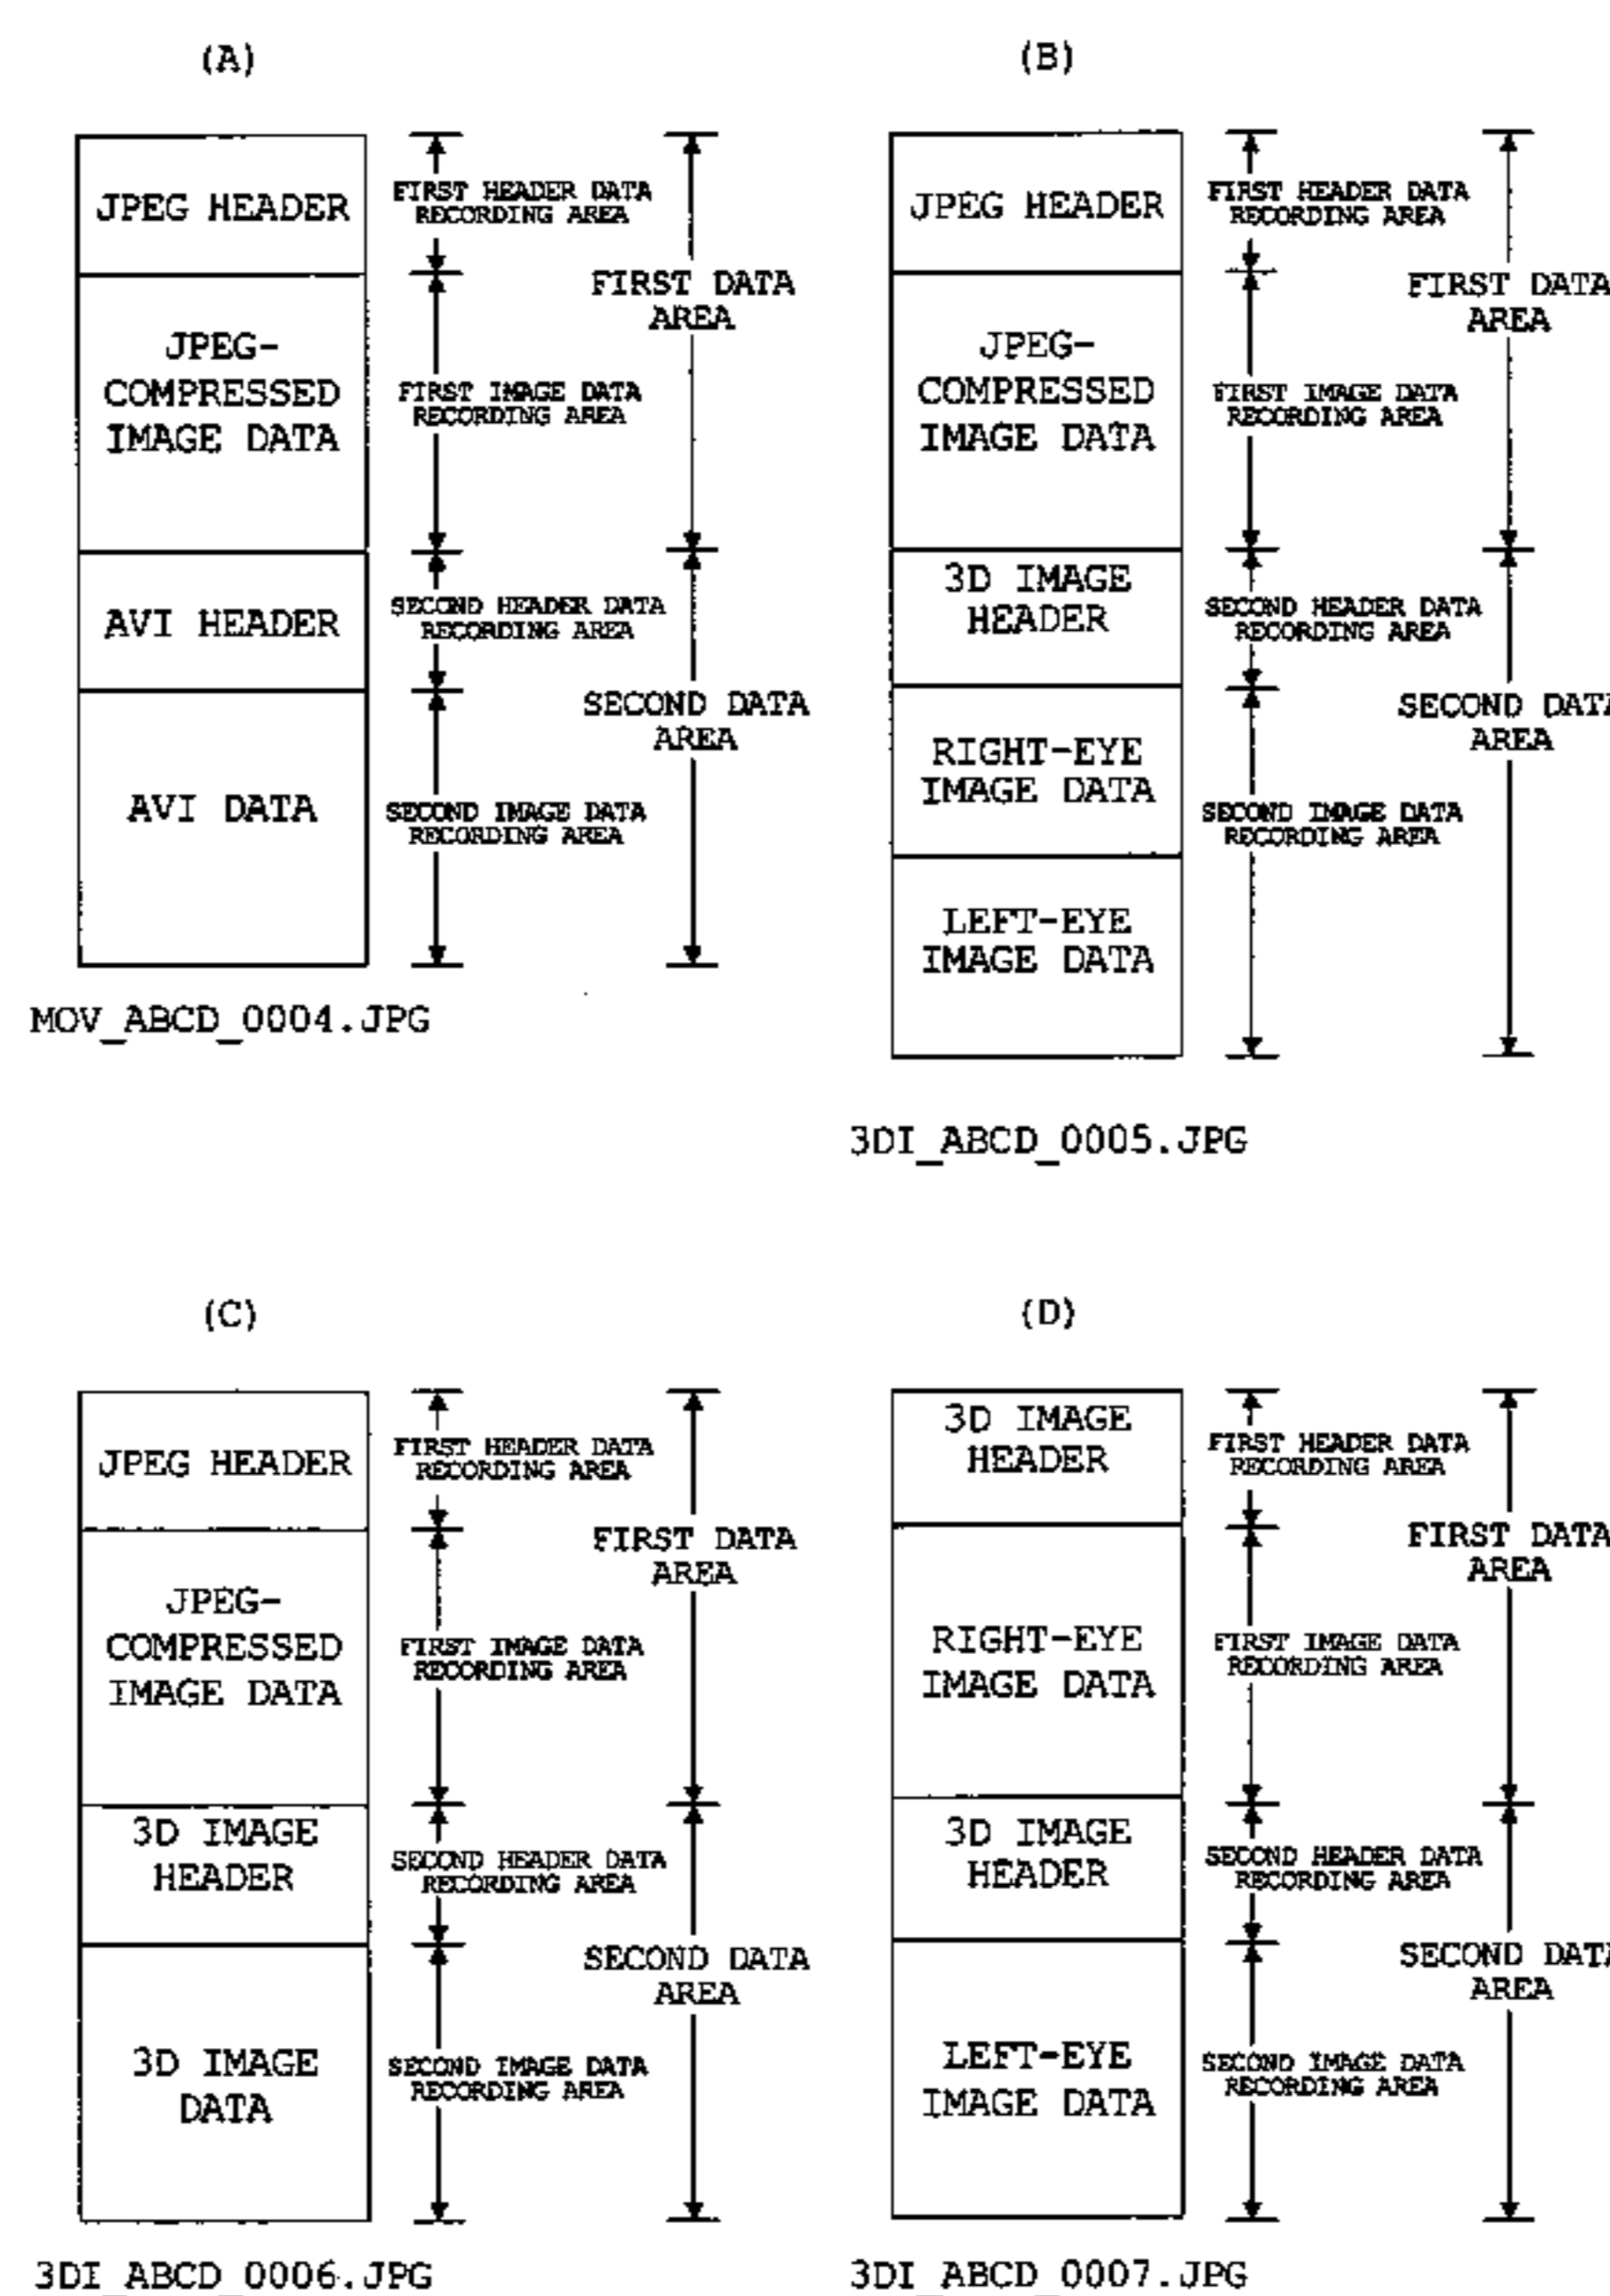 (A)
JPEG HEADER
JPEG-
COMPRESSED
IMAGE DATA
AVI HEADER
AVI DATA
FIRST HEADER DATA
RECORDING AREA
FIRST IMAGE DATA
RECORDING AREA
SECOND HEADER DATA
RECORDING AREA
SECOND IMAGE DATA
RECORDING AREA
FIRST DATA
AREA
SECOND DATA
AREA
MOV_ABCD_0004.JPG
(B)
JPEG HEADER
JPEG-
COMPRESSED
IMAGE DATA
3D IMAGE
HEADER
RIGHT-EYE
IMAGE DATA
LEFT-EYE
IMAGE DATA
FIRST HEADER DATA
RECORDING AREA
FIRST IMAGE DATA
RECORDING AREA
SECOND HEADER DATA
RECORDING AREA
SECOND IMAGE DATA
RECORDING AREA
FIRST DATA
AREA
SECOND DATA
AREA
3DI_ABCD_0005.JPG
(C)
JPEG HEADER
JPEG-
COMPRESSED
IMAGE DATA
3D IMAGE
HEADER
3D IMAGE
DATA
FIRST HEADER DATA
RECORDING AREA
FIRST IMAGE DATA
RECORDING AREA
SECOND HEADER DATA
RECORDING AREA
SECOND IMAGE DATA
RECORDING AREA
FIRST DATA
AREA
SECOND DATA
AREA
3DI_ABCD_0006.JPG
(D)
3D IMAGE
HEADER
RIGHT-EYE
IMAGE DATA
3D IMAGE
HEADER
LEFT-EYE
IMAGE DATA
FIRST HEADER DATA
RECORDING AREA
FIRST IMAGE DATA
RECORDING AREA
SECOND HEADER DATA
RECORDING AREA
SECOND IMAGE DATA
RECORDING AREA
FIRST DATA
AREA
SECOND DATA
AREA
3DI_ABCD_0007.JPG